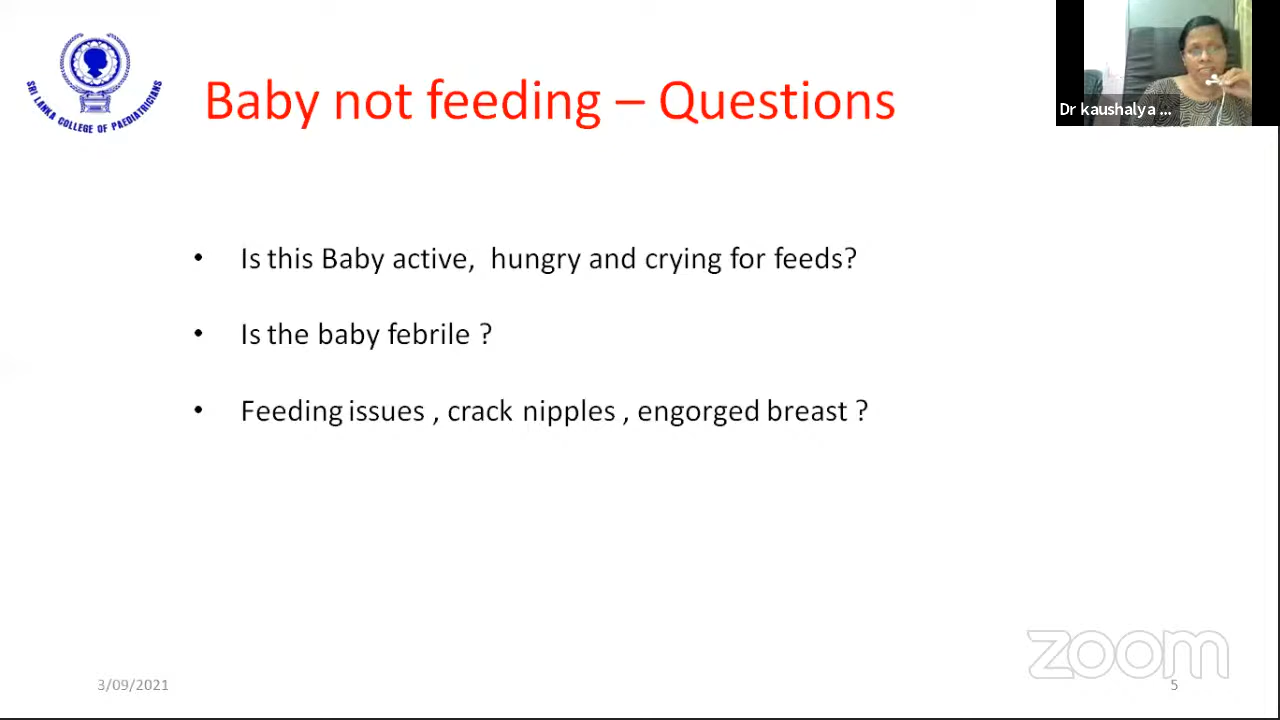 SRI LANKA COLLEGE OF PAEDIATRICIANS
Baby not feeding – Questions
Dr kaushalya ...
• Is this Baby active, hungry and crying for feeds?
• Is the baby febrile ?
• Feeding issues , crack nipples , engorged breast ?
zoom
3/09/2021
5